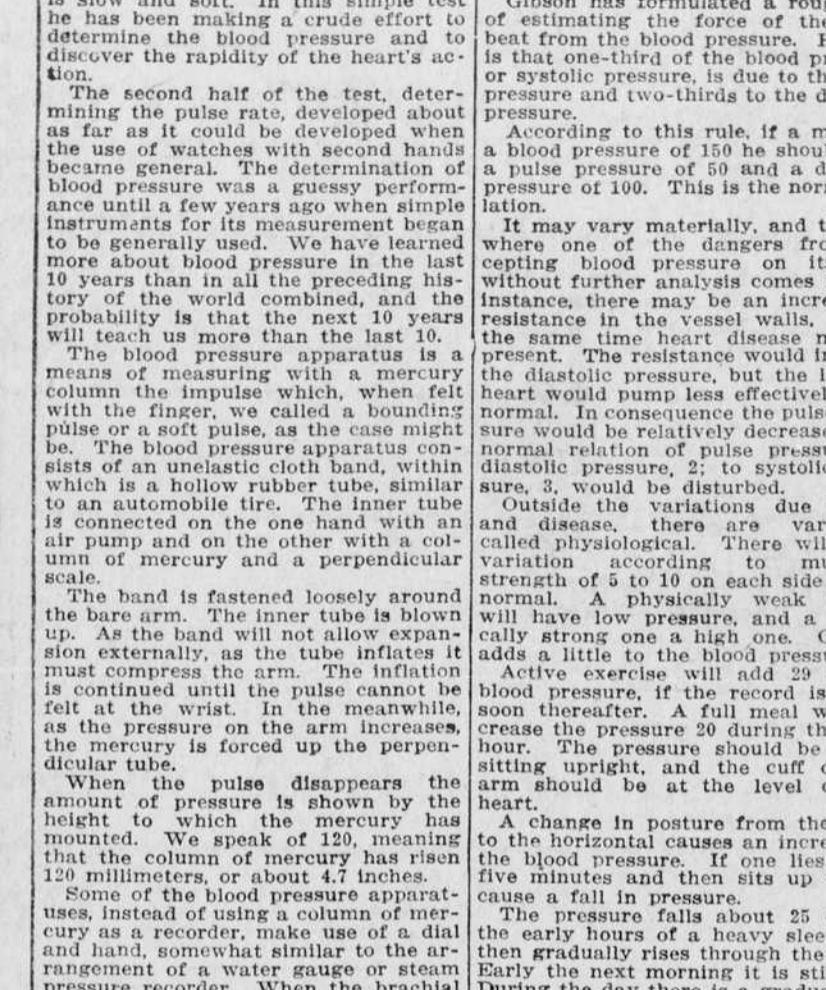 is slow and soft. In this simple test
he has been making a crude effort to
determine the blood pressure and to
discover the rapidity of the heart's ac-
tion.
The second half of the test, deter-
mining the pulse rate, developed about
as far as it could be developed when
the use of watches with second hands
became general. The determination of
blood pressure was a guessy perform-
ance until a few years ago when simple
instruments for its measurement began
to be generally used. We have learned
more about blood pressure in the last
10 years than in all the preceding his-
tory of the world combined, and the
probability is that the next 10 years
will teach us more than the last 10.
The blood pressure apparatus is a
means of measuring with a mercury
column the impulse which, when felt
with the finger, we called a bounding
pulse or a soft pulse, as the case might
be. The blood pressure apparatus con-
sists of an unelastic cloth band, within
which is a hollow rubber tube, similar
to an automobile tire. The inner tube
is connected on the one hand with an
air pump and on the other with a col-
umn of mercury and a perpendicular
scale.
The band is fastened loosely around
the bare arm. The inner tube is blown
up. As the band will not allow expan-
sion externally, as the tube inflates it
must compress the arm. The inflation
is continued until the pulse cannot be
felt at the wrist. In the meanwhile,
as the pressure on the arm increases,
the mercury is forced up the perpen-
dicular tube.
When the pulse disappears the
amount of pressure is shown by the
height to which the mercury has
mounted. We speak of 120, meaning
that the column of mercury has risen
120 millimeters, or about 4.7 inches.
Some of the blood pressure apparat-
uses, instead of using a column of mer-
cury as a recorder, make use of a dial
and hand, somewhat similar to the ar-
rangement of a water gauge or steam
pressure recorder. When the brachial
Gibson has formulated a
of estimating the force of the
beat from the blood pressure.
is that one-third of the blood
or systolic pressure, is due to
pressure and two-thirds to the
pressure.
According to this rule, if a
a blood pressure of 150 he
a pulse pressure of 50 and a
pressure of 100. This is the
lation.
It may vary materially, and
where one of the dangers
cepting blood pressure on
without further analysis comes
instance, there may be an
resistance in the vessel walls,
the same time heart disease
present. The resistance would
the diastolic pressure, but the
heart would pump less
normal. In consequence the
sure would be relatively
normal relation of pulse
diastolic pressure, 2; to
sure, 3, would be disturbed.
Outside the variations due
and disease, there are
called physiological. There
variation according to
strength of 5 to 10 on each side
normal. A physically weak
will have low pressure, and a
cally strong one a high one.
adds a little to the blood
Active exercise will add 29
blood pressure, if the record is
soon thereafter. A full meal
crease the pressure 20 during
hour. The pressure should be
sitting upright, and the cuff
arm should be at the level
heart.
A change in posture from the
to the horizontal causes an
the blood pressure. If one lies
five minutes and then sits up
cause a fall in pressure.
The pressure falls about 25
the early hours of a heavy
then gradually rises through the
Early the next morning it is
During the day there is a